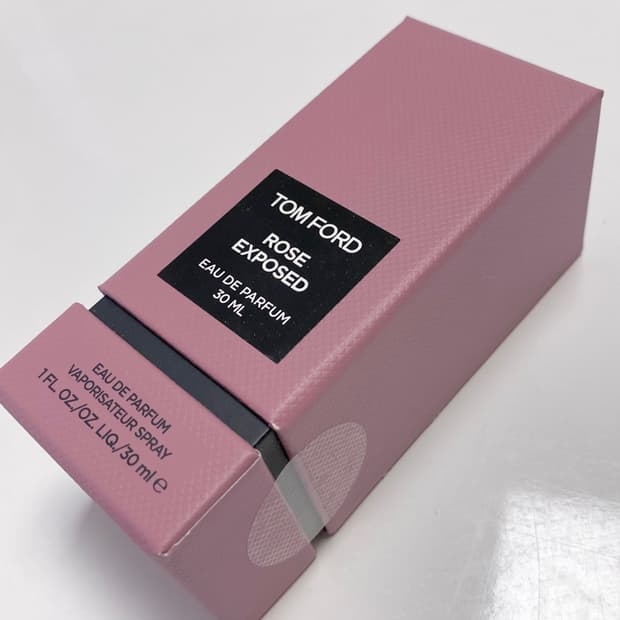 TOM FORD
ROSE
EXPOSED
EAU DE PARFUM
30 ML
EAU DE PARFUM
VAPORISATEUR SPRAY
1 FL OZ./OZ. LIQ./30 ml ℮